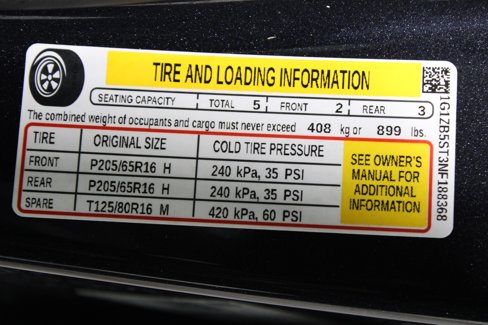 TIRE AND LOADING INFORMATION
SEATING CAPACITY TOTAL 5 FRONT 2 REAR 3
The combined weight of occupants and cargo must never exceed 408 kg or 899 lbs.
TIRE ORIGINAL SIZE COLD TIRE PRESSURE
FRONT P205/65R16 H 240 kPa, 35 PSI
REAR P205/65R16 H 240 kPa, 35 PSI
SPARE T125/80R16 M 420 kPa, 60 PSI
SEE OWNER'S
MANUAL FOR
ADDITIONAL
INFORMATION
1G1ZB5ST3NF188368